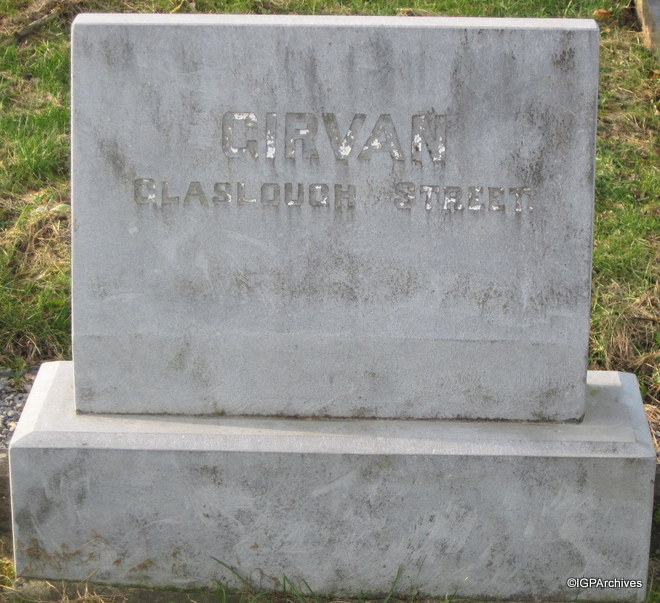 GIRVAN
GLASLOUGH STREET.
©IGPArchives